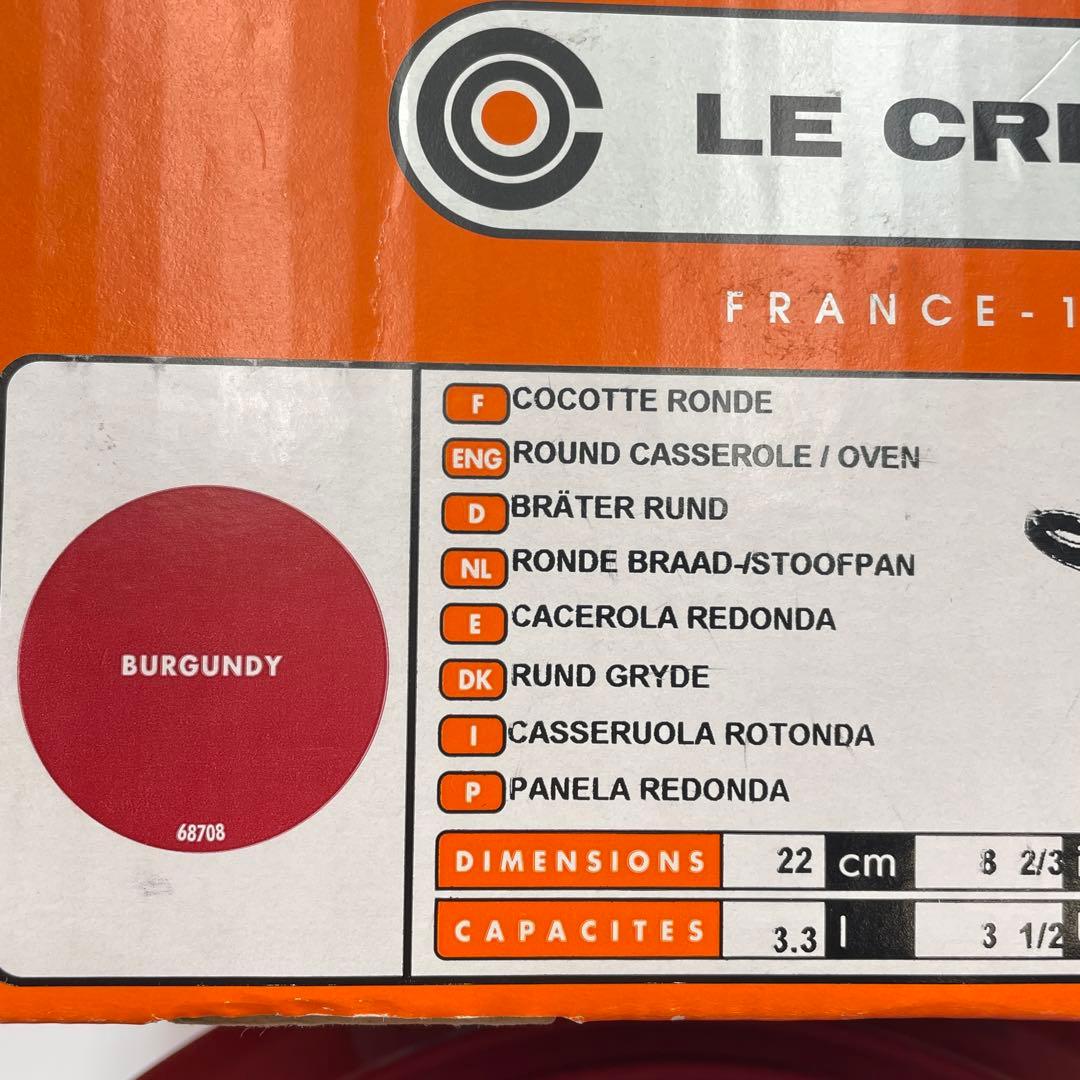 LE CRE
FRANCE - 1
F COCOTTE RONDE
ENG ROUND CASSEROLE / OVEN
D BRÄTER RUND
NL RONDE BRAAD-/STOOFPAN
E CACEROLA REDONDA
DK RUND GRYDE
I CASSERUOLA ROTONDA
P PANELA REDONDA
BURGUNDY
68708
DIMENSIONS 22 cm 8 2/3 i
CAPACITES 3.3 l 3 1/2